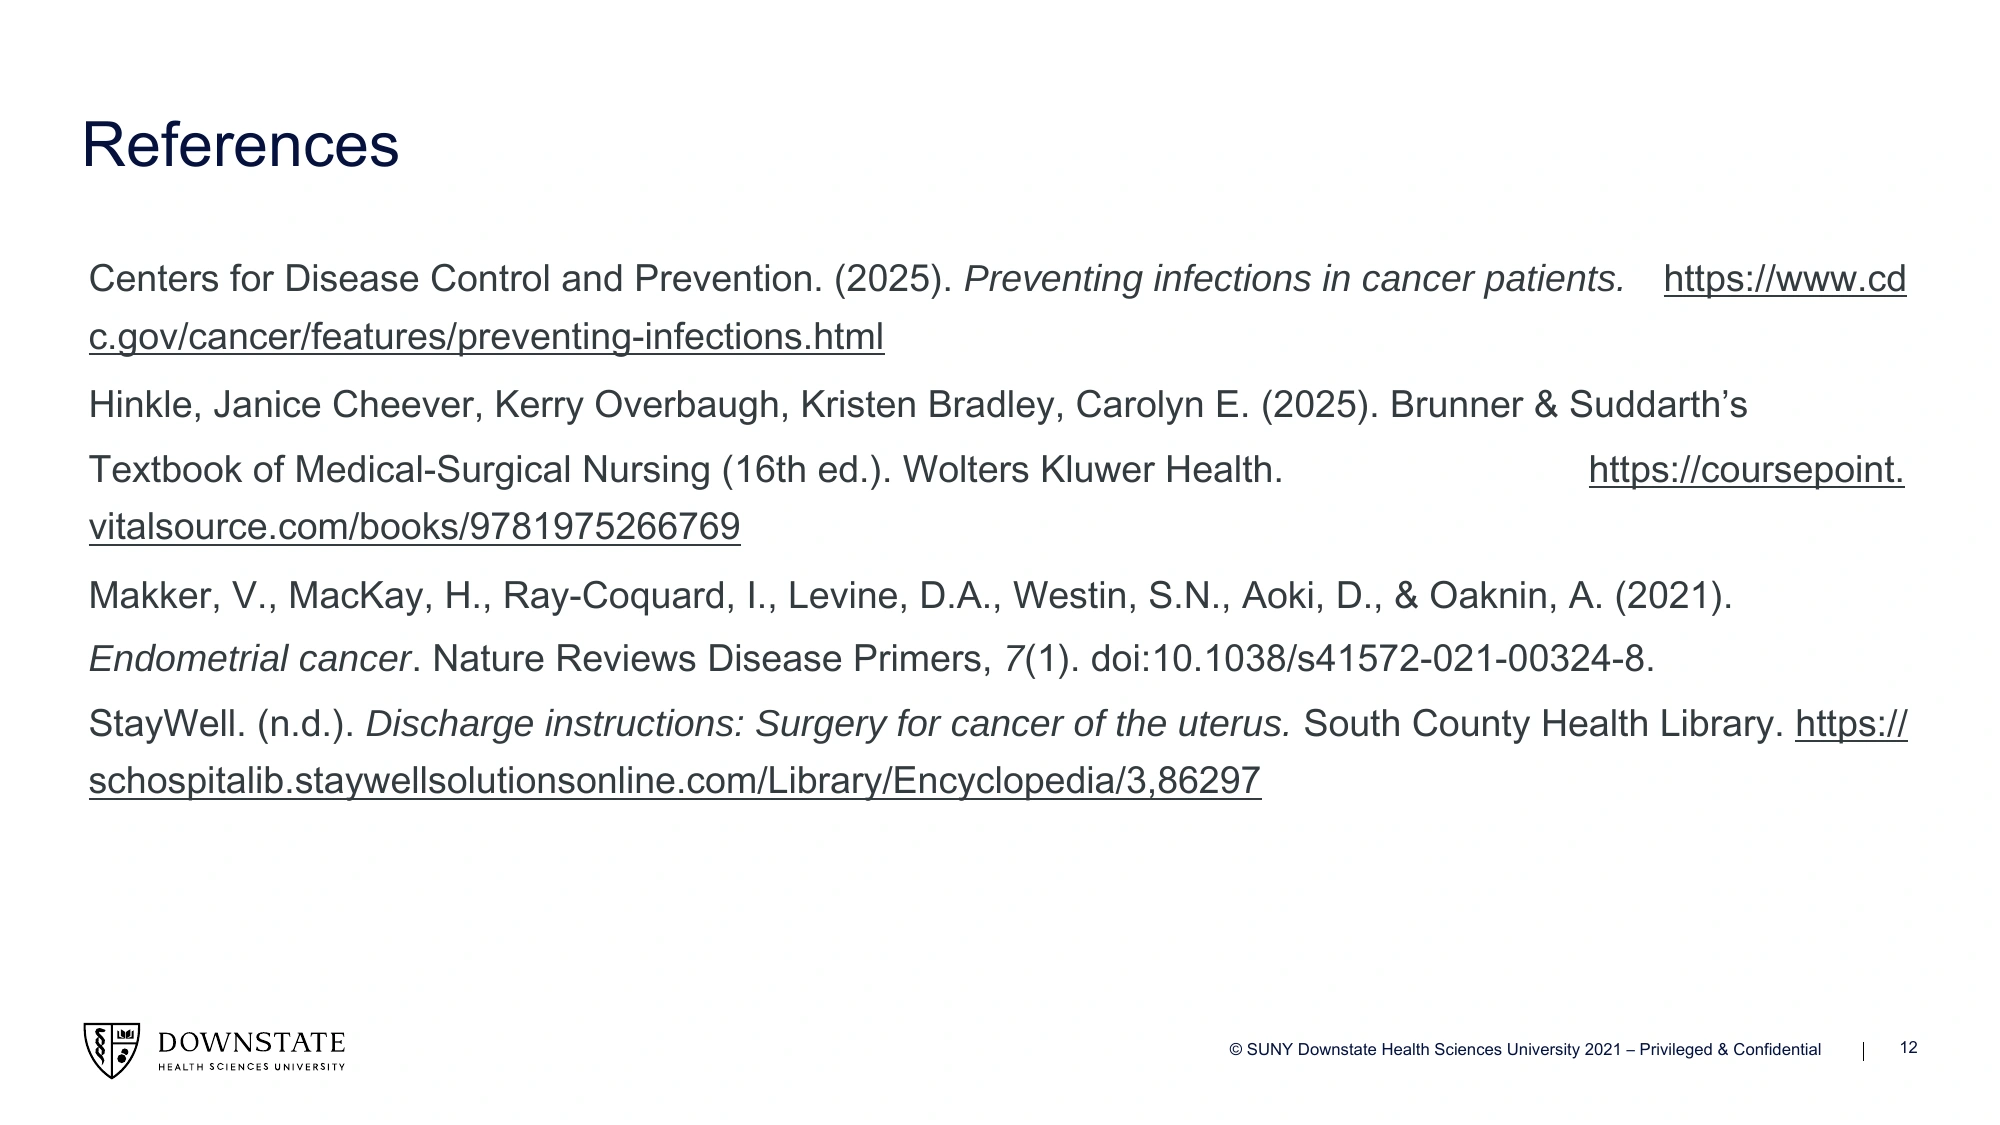 References
Centers for Disease Control and Prevention. (2025). Preventing infections in cancer patients. https://www.cd
c.gov/cancer/features/preventing-infections.html
Hinkle, Janice Cheever, Kerry Overbaugh, Kristen Bradley, Carolyn E. (2025). Brunner & Suddarth’s
Textbook of Medical-Surgical Nursing (16th ed.). Wolters Kluwer Health. https://coursepoint.
vitalsource.com/books/9781975266769
Makker, V., MacKay, H., Ray-Coquard, I., Levine, D.A., Westin, S.N., Aoki, D., & Oaknin, A. (2021).
Endometrial cancer. Nature Reviews Disease Primers, 7(1). doi:10.1038/s41572-021-00324-8.
StayWell. (n.d.). Discharge instructions: Surgery for cancer of the uterus. South County Health Library. https://
schospitalib.staywellsolutionsonline.com/Library/Encyclopedia/3,86297
DOWNSTATE
HEALTH SCIENCES UNIVERSITY
© SUNY Downstate Health Sciences University 2021 – Privileged & Confidential | 12